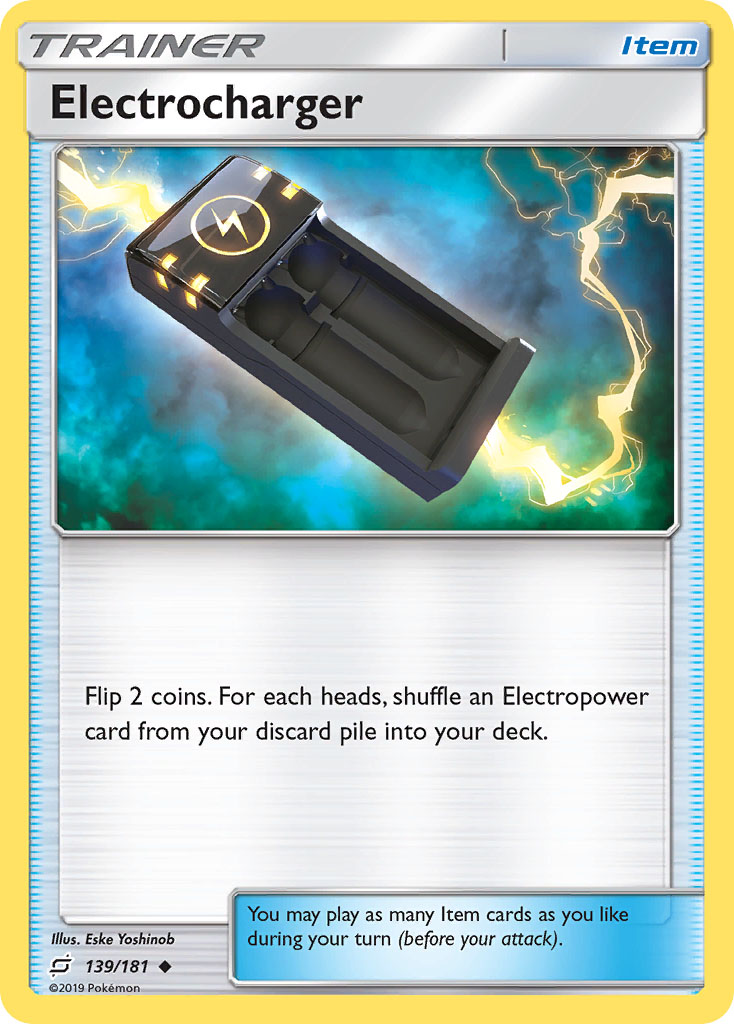 TRAINER
Item
Electrocharger
Flip 2 coins. For each heads, shuffle an Electropower
card from your discard pile into your deck.
You may play as many Item cards as you like
during your turn (before your attack).
Illus. Eske Yoshinob
139/181
©2019 Pokémon